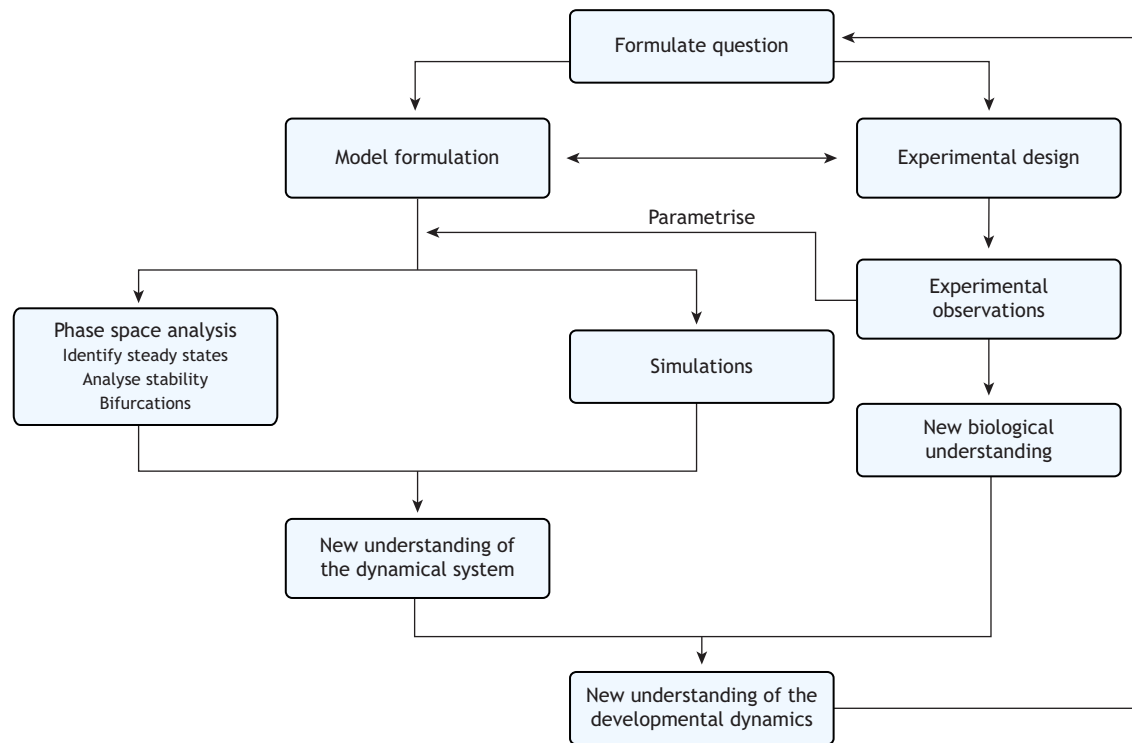 Formulate question
Model formulation
Experimental design
Parametrise
Experimental
observations
Phase space analysis
Identify steady states
Analyse stability
Bifurcations
Simulations
New biological
understanding
New understanding of
the dynamical system
New understanding of the
developmental dynamics